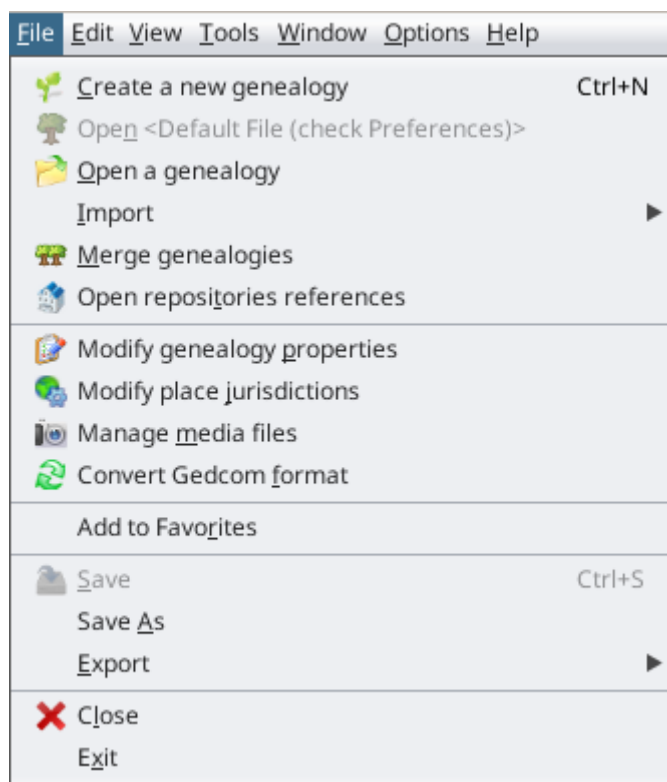 File Edit View Tools Window Options Help
Create a new genealogy Ctrl+N
Open <Default File (check Preferences)>
Open a genealogy
Import
Merge genealogies
Open repositories references
Modify genealogy properties
Modify place jurisdictions
Manage media files
Convert Gedcom format
Add to Favorites
Save Ctrl+S
Save As
Export
Close
Exit